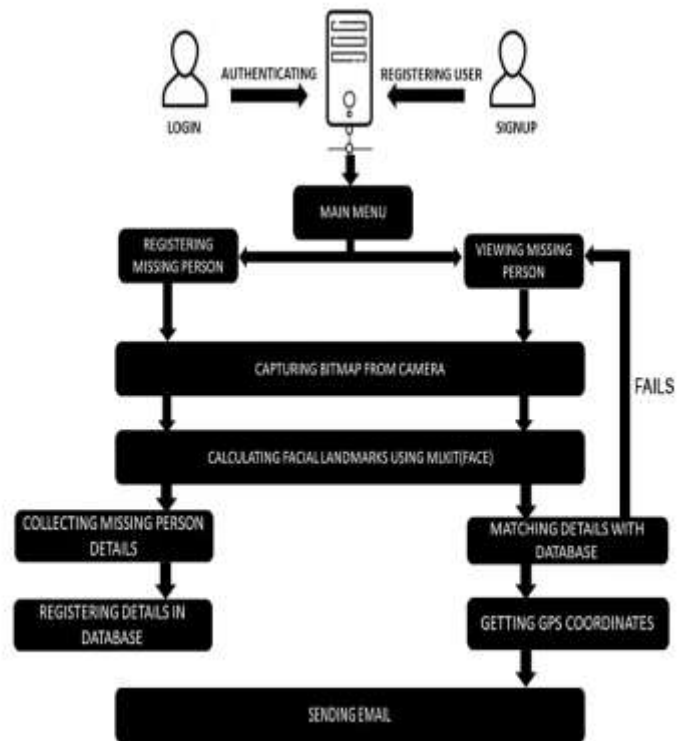 AUTHENTICATING
REGISTERING USER
LOGIN
SIGNUP
MAIN MENU
REGISTERING
MISSING PERSON
VIEWING MISSING
PERSON
CAPTURING BITMAP FROM CAMERA
FAILS
CALCULATING FACIAL LANDMARKS USING MLKIT(FACE)
COLLECTING MISSING PERSON
DETAILS
MATCHING DETAILS WITH
DATABASE
REGISTERING DETAILS IN
DATABASE
GETTING GPS COORDINATES
SENDING EMAIL